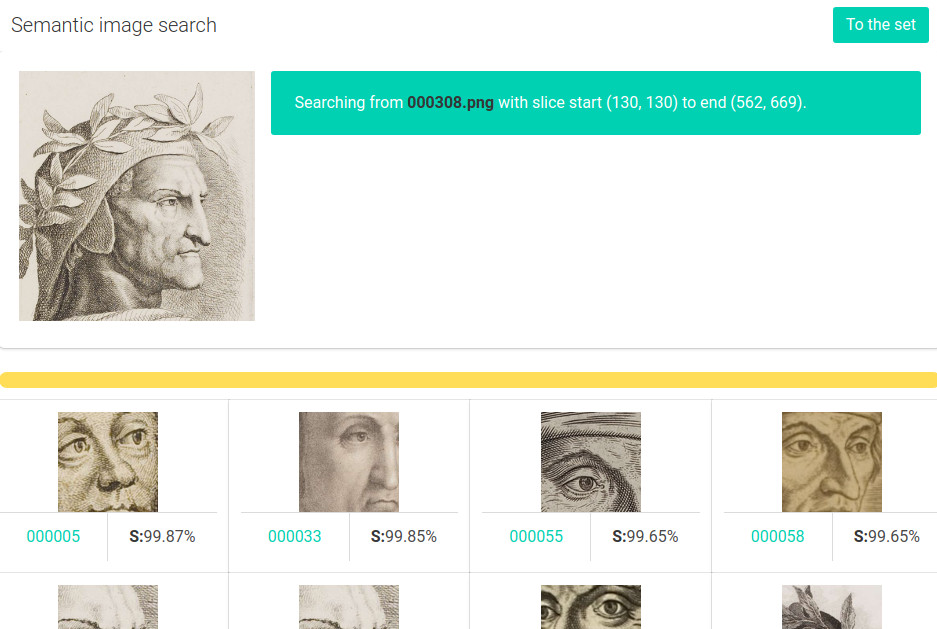 Semantic image search
To the set
Searching from 000308.png with slice start (130, 130) to end (562, 669).
000005
S:99.87%
000033
S:99.85%
000055
S:99.65%
000058
S:99.65%